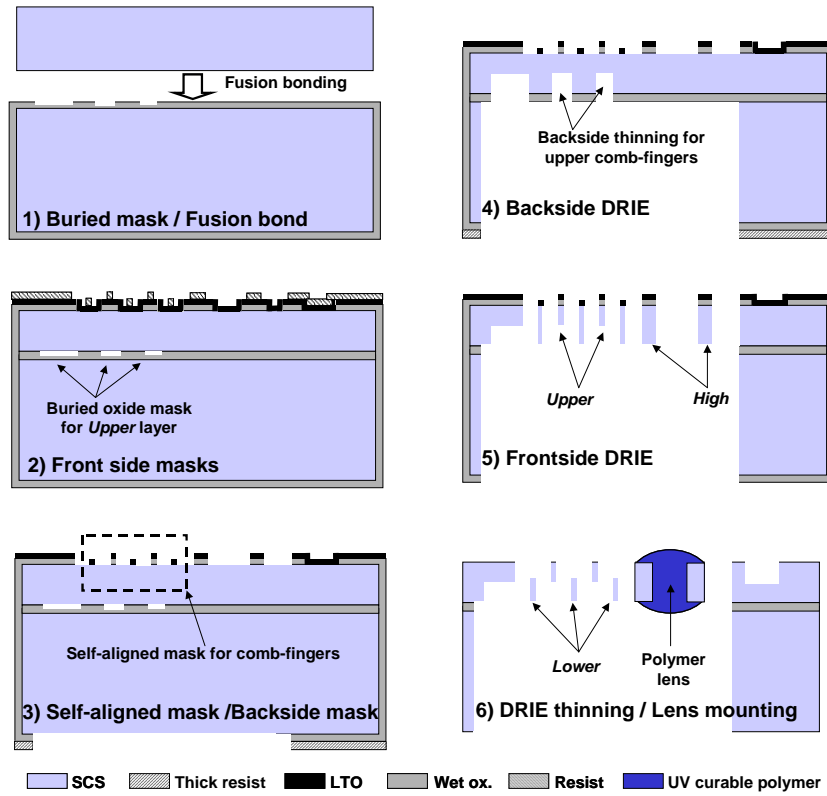 Fusion bonding
1) Buried mask / Fusion bond
Buried oxide mask
for Upper layer
2) Front side masks
Self-aligned mask for comb-fingers
3) Self-aligned mask /Backside mask
Backside thinning for
upper comb-fingers
4) Backside DRIE
Upper
High
5) Frontside DRIE
Lower
Polymer
lens
6) DRIE thinning / Lens mounting
SCS Thick resist LTO Wet ox. Resist UV curable polymer